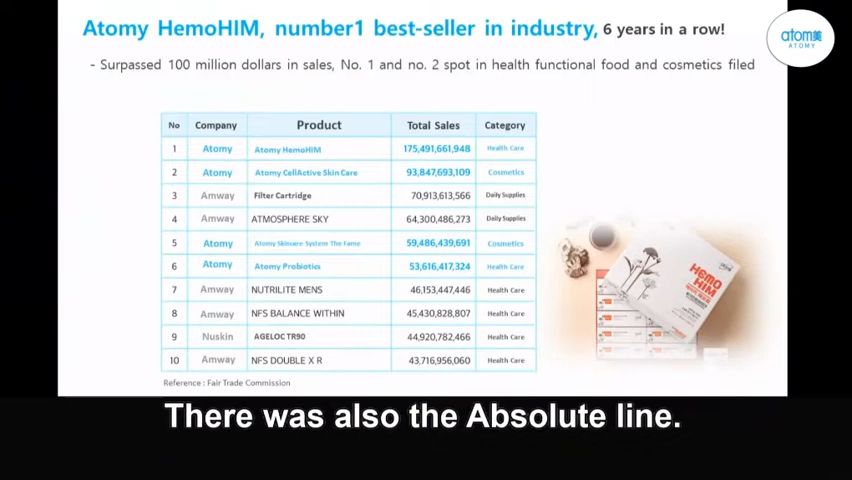 Atomy HemoHIM, number1 best-seller in industry, 6 years in a row!
atom美
ATOMY
- Surpassed 100 million dollars in sales, No. 1 and no. 2 spot in health functional food and cosmetics filed
No Company Product Total Sales Category
1 Atomy Atomy HemoHIM 175,491,661,948 Health Care
2 Atomy Atomy CellActive Skin Care 93,847,693,109 Cosmetics
3 Amway Filter Cartridge 70,913,613,566 Daily Supplies
4 Amway ATMOSPHERE SKY 64,300,486,273 Daily Supplies
5 Atomy Atomy Skincare System The Fame 59,486,439,691 Cosmetics
6 Atomy Atomy Probiotics 53,616,417,324 Health Care
7 Amway NUTRILITE MENS 46,153,447,446 Health Care
8 Amway NFS BALANCE WITHIN 45,430,828,807 Health Care
9 Nuskin AGELOC TR90 44,920,782,466 Health Care
10 Amway NFS DOUBLE X R 43,716,956,060 Health Care
Reference : Fair Trade Commission
HEMO
HIM
There was also the Absolute line.